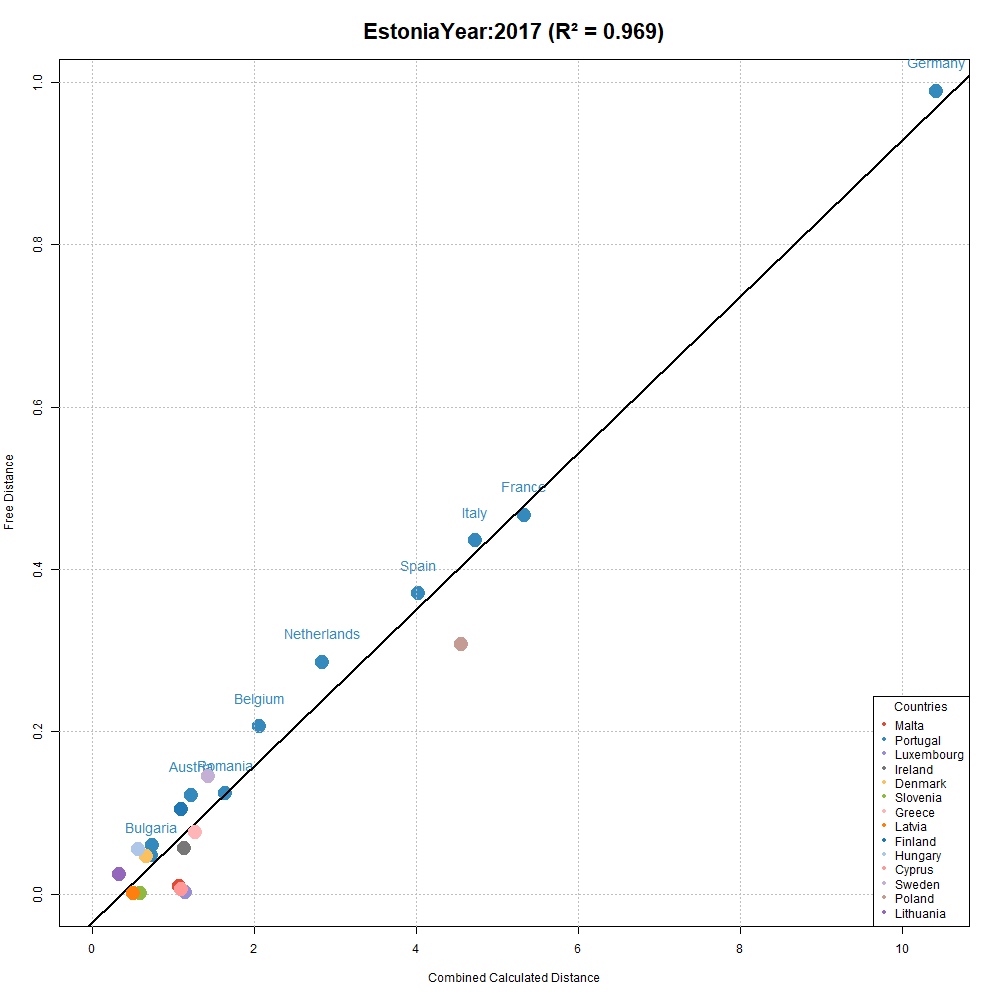 EstoniaYear:2017 (R² = 0.969)
Germany
France
Italy
Spain
Netherlands
Belgium
Austria
Romania
Bulgaria
1.0
0.8
0.6
0.4
0.2
0.0
Free Distance
0 2 4 6 8 10
Combined Calculated Distance
Countries
Malta
Portugal
Luxembourg
Ireland
Denmark
Slovenia
Greece
Latvia
Finland
Hungary
Cyprus
Sweden
Poland
Lithuania